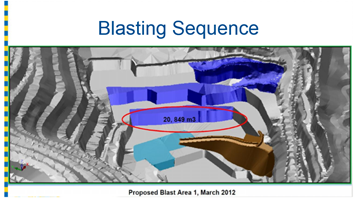 Blasting Sequence
20, 849 m3
Proposed Blast Area 1, March 2012